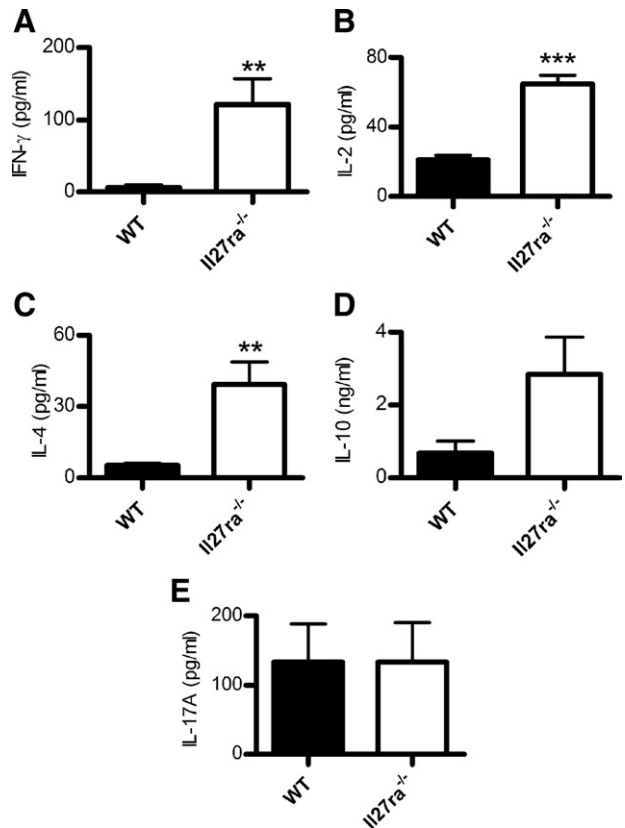 A
IFN-γ (pg/ml)
200
100
0
**
WT
Il27ra-/-
B
IL-2 (pg/ml)
80
40
0
***
WT
Il27ra-/-
C
IL-4 (pg/ml)
60
30
0
**
WT
Il27ra-/-
D
IL-10 (ng/ml)
4
2
0
WT
Il27ra-/-
E
IL-17A (pg/ml)
200
100
0
WT
Il27ra-/-